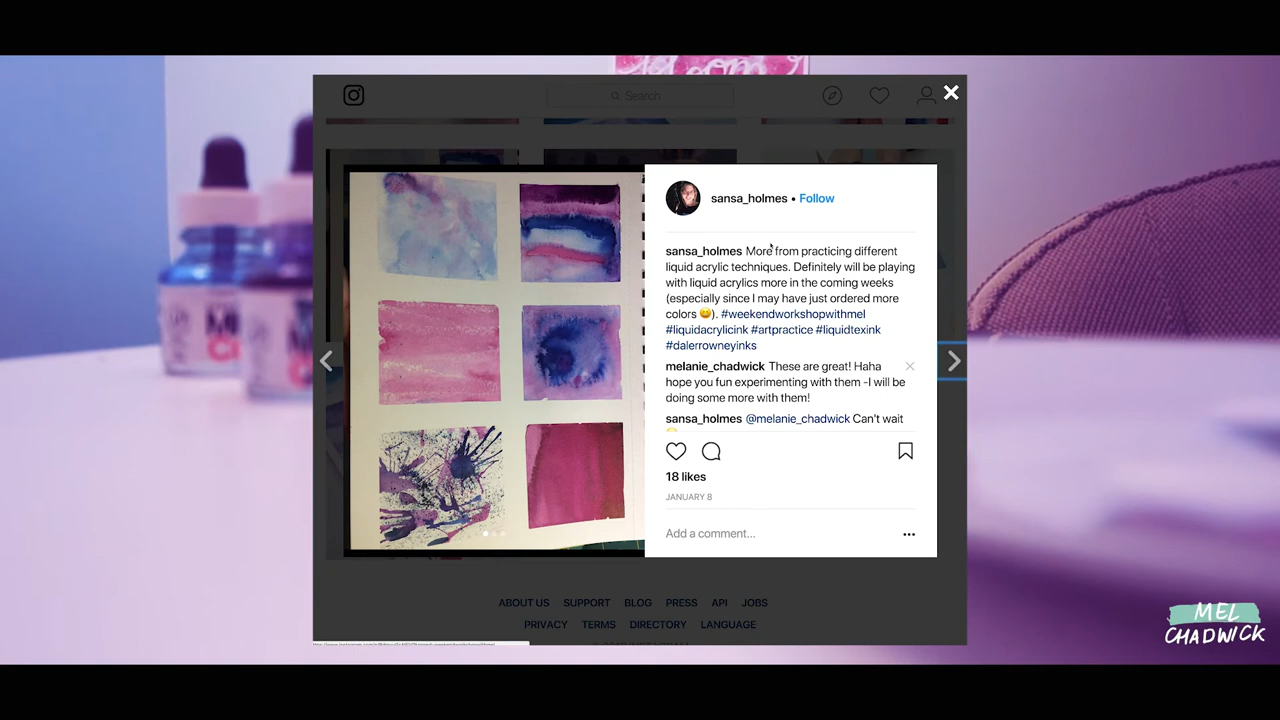 Search
sansa_holmes • Follow
sansa_holmes More from practicing different
liquid acrylic techniques. Definitely will be playing
with liquid acrylics more in the coming weeks
(especially since I may have just ordered more
colors 😄). #weekendworkshopwithmel
#liquidacrylicink #artpractice #liquidtexink
#dalerrowneyinks
melanie_chadwick These are great! Haha
hope you fun experimenting with them -I will be
doing some more with them!
sansa_holmes @melanie_chadwick Can't wait
18 likes
JANUARY 8
Add a comment...
ABOUT US SUPPORT BLOG PRESS API JOBS
PRIVACY TERMS DIRECTORY LANGUAGE
MEL
CHADWICK